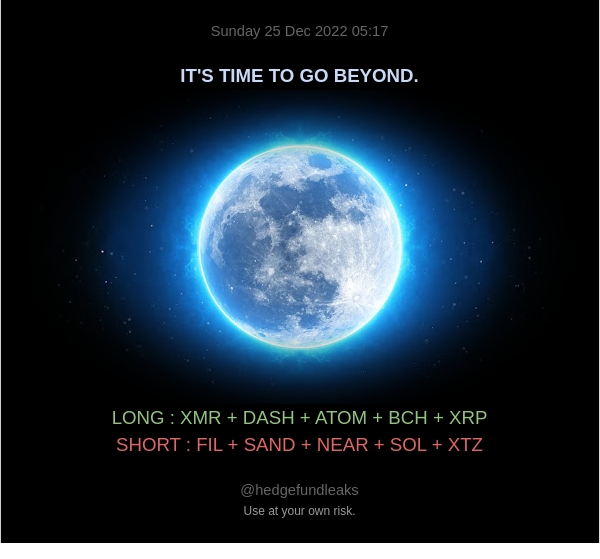 Sunday 25 Dec 2022 05:17
IT'S TIME TO GO BEYOND.
LONG : XMR + DASH + ATOM + BCH + XRP
SHORT : FIL + SAND + NEAR + SOL + XTZ
@hedgefundleaks
Use at your own risk.